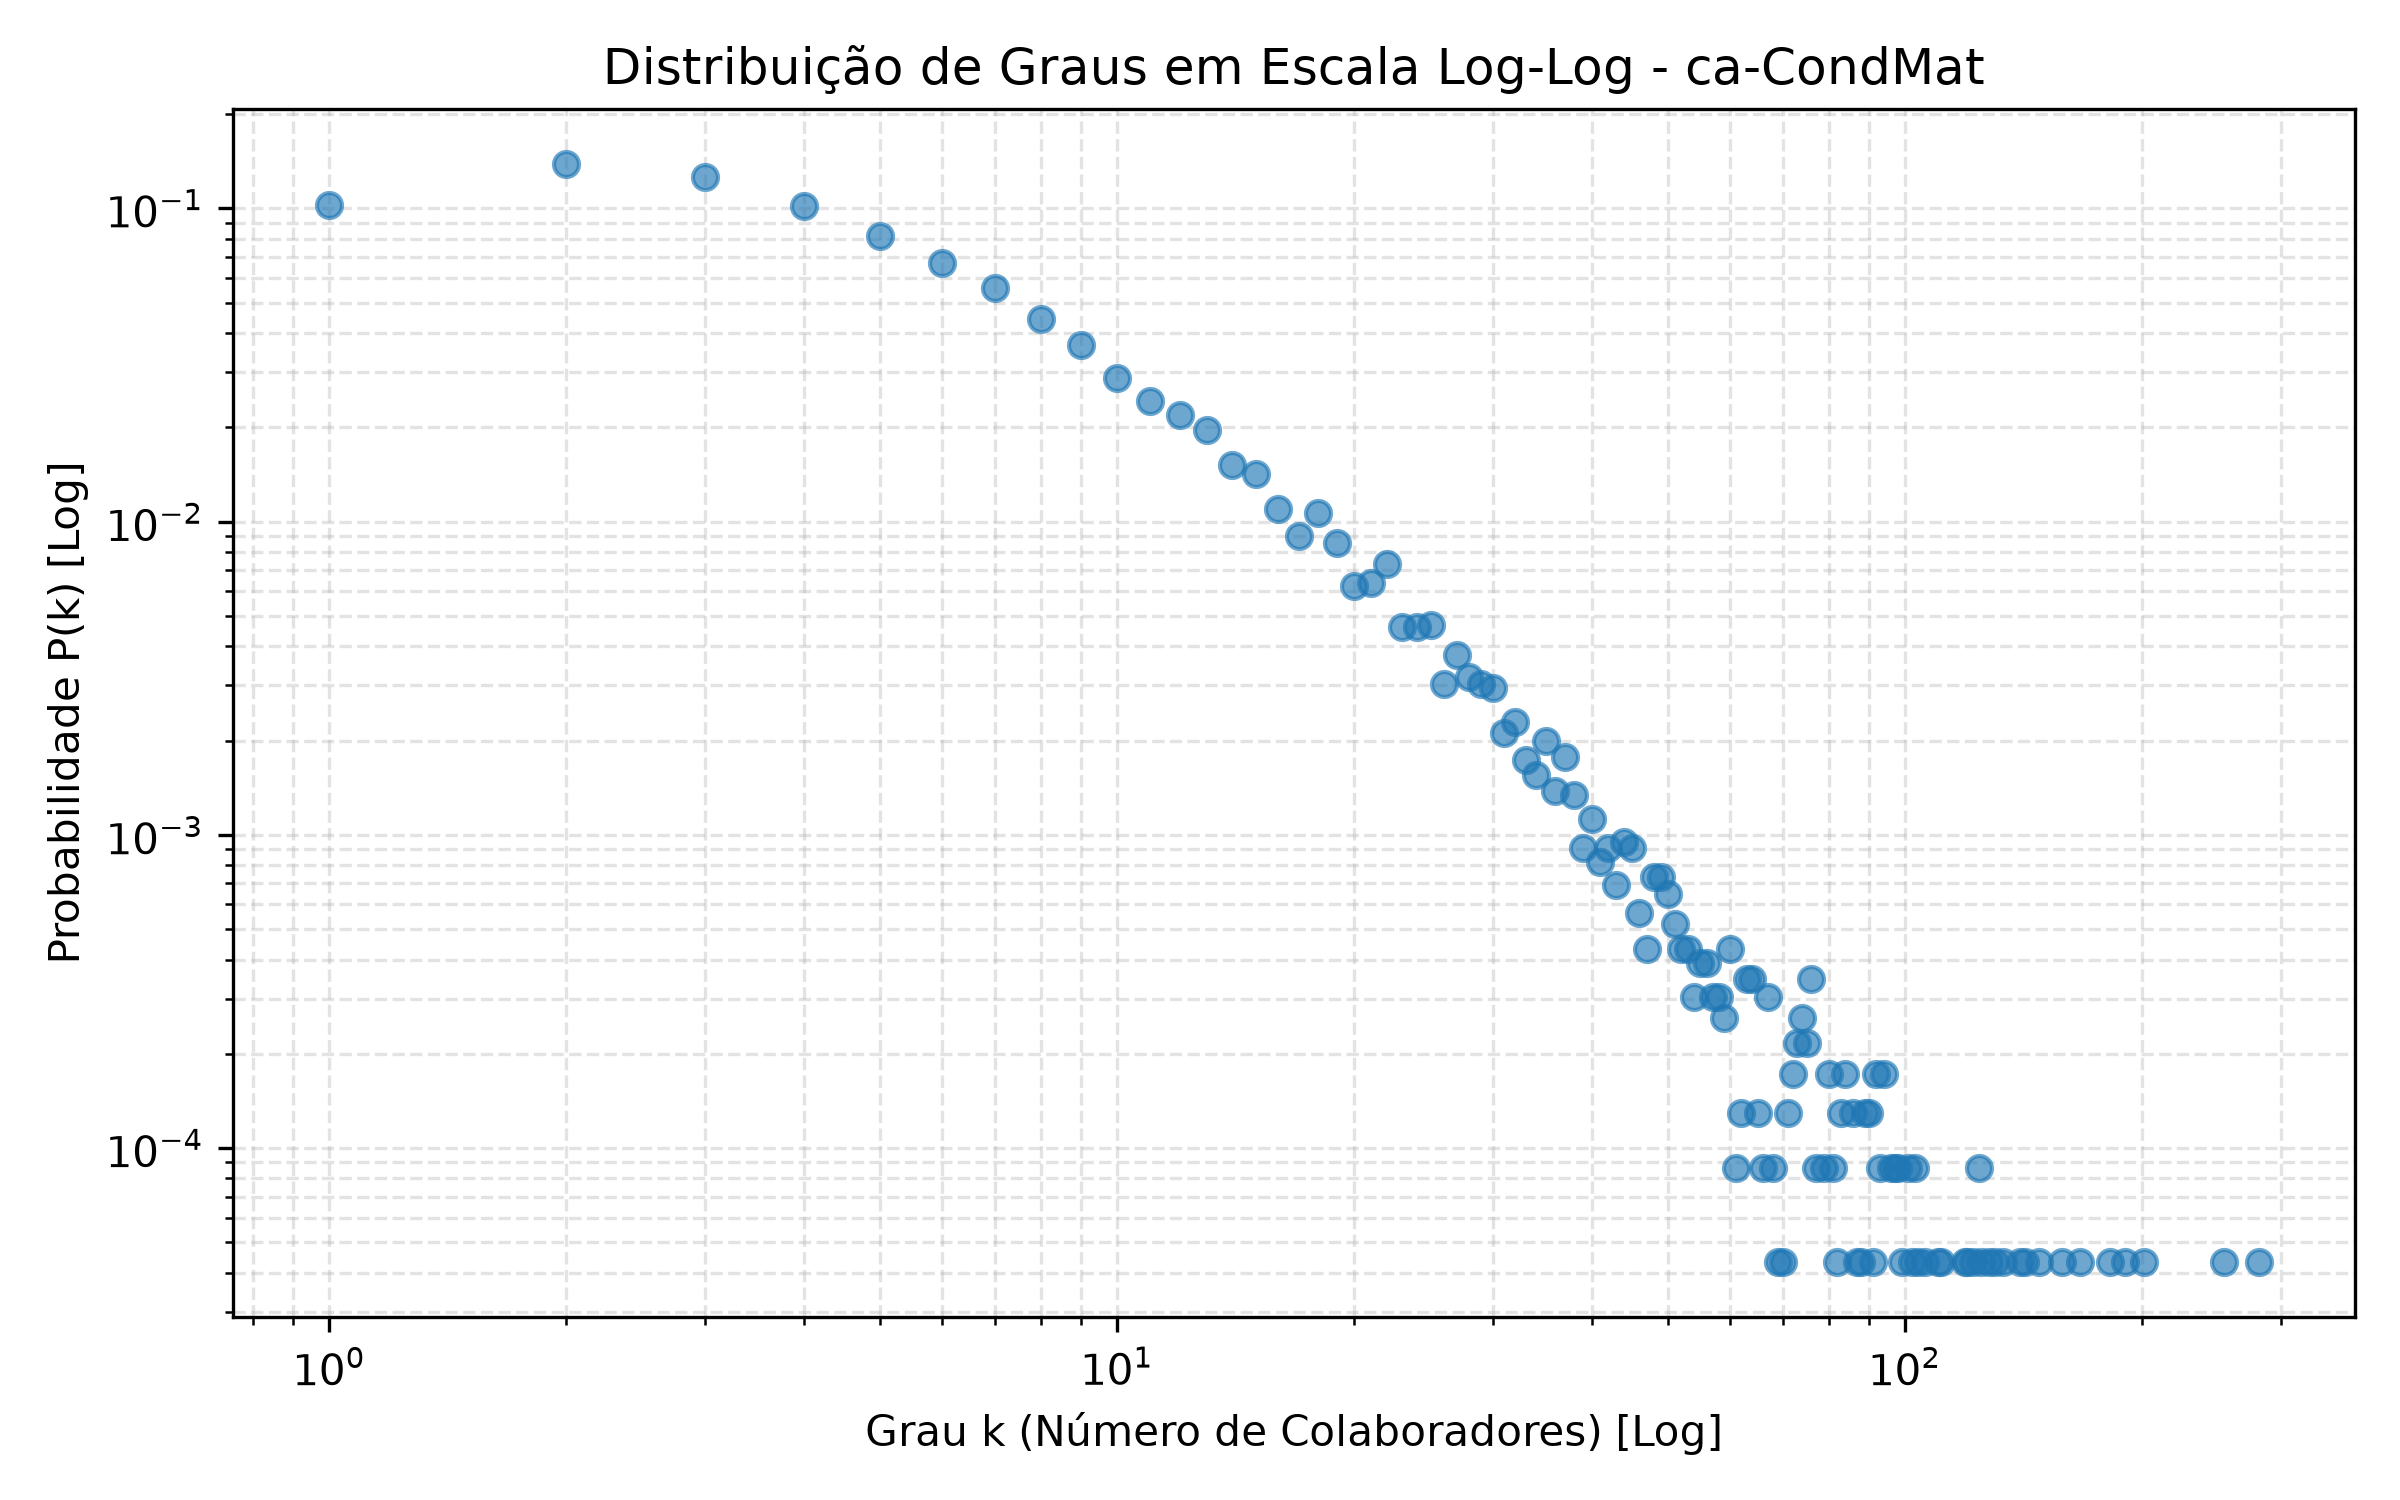 Distribuição de Graus em Escala Log-Log - ca-CondMat
Probabilidade P(k) [Log]
10⁻¹
10⁻²
10⁻³
10⁻⁴
10⁰ 10¹ 10²
Grau k (Número de Colaboradores) [Log]